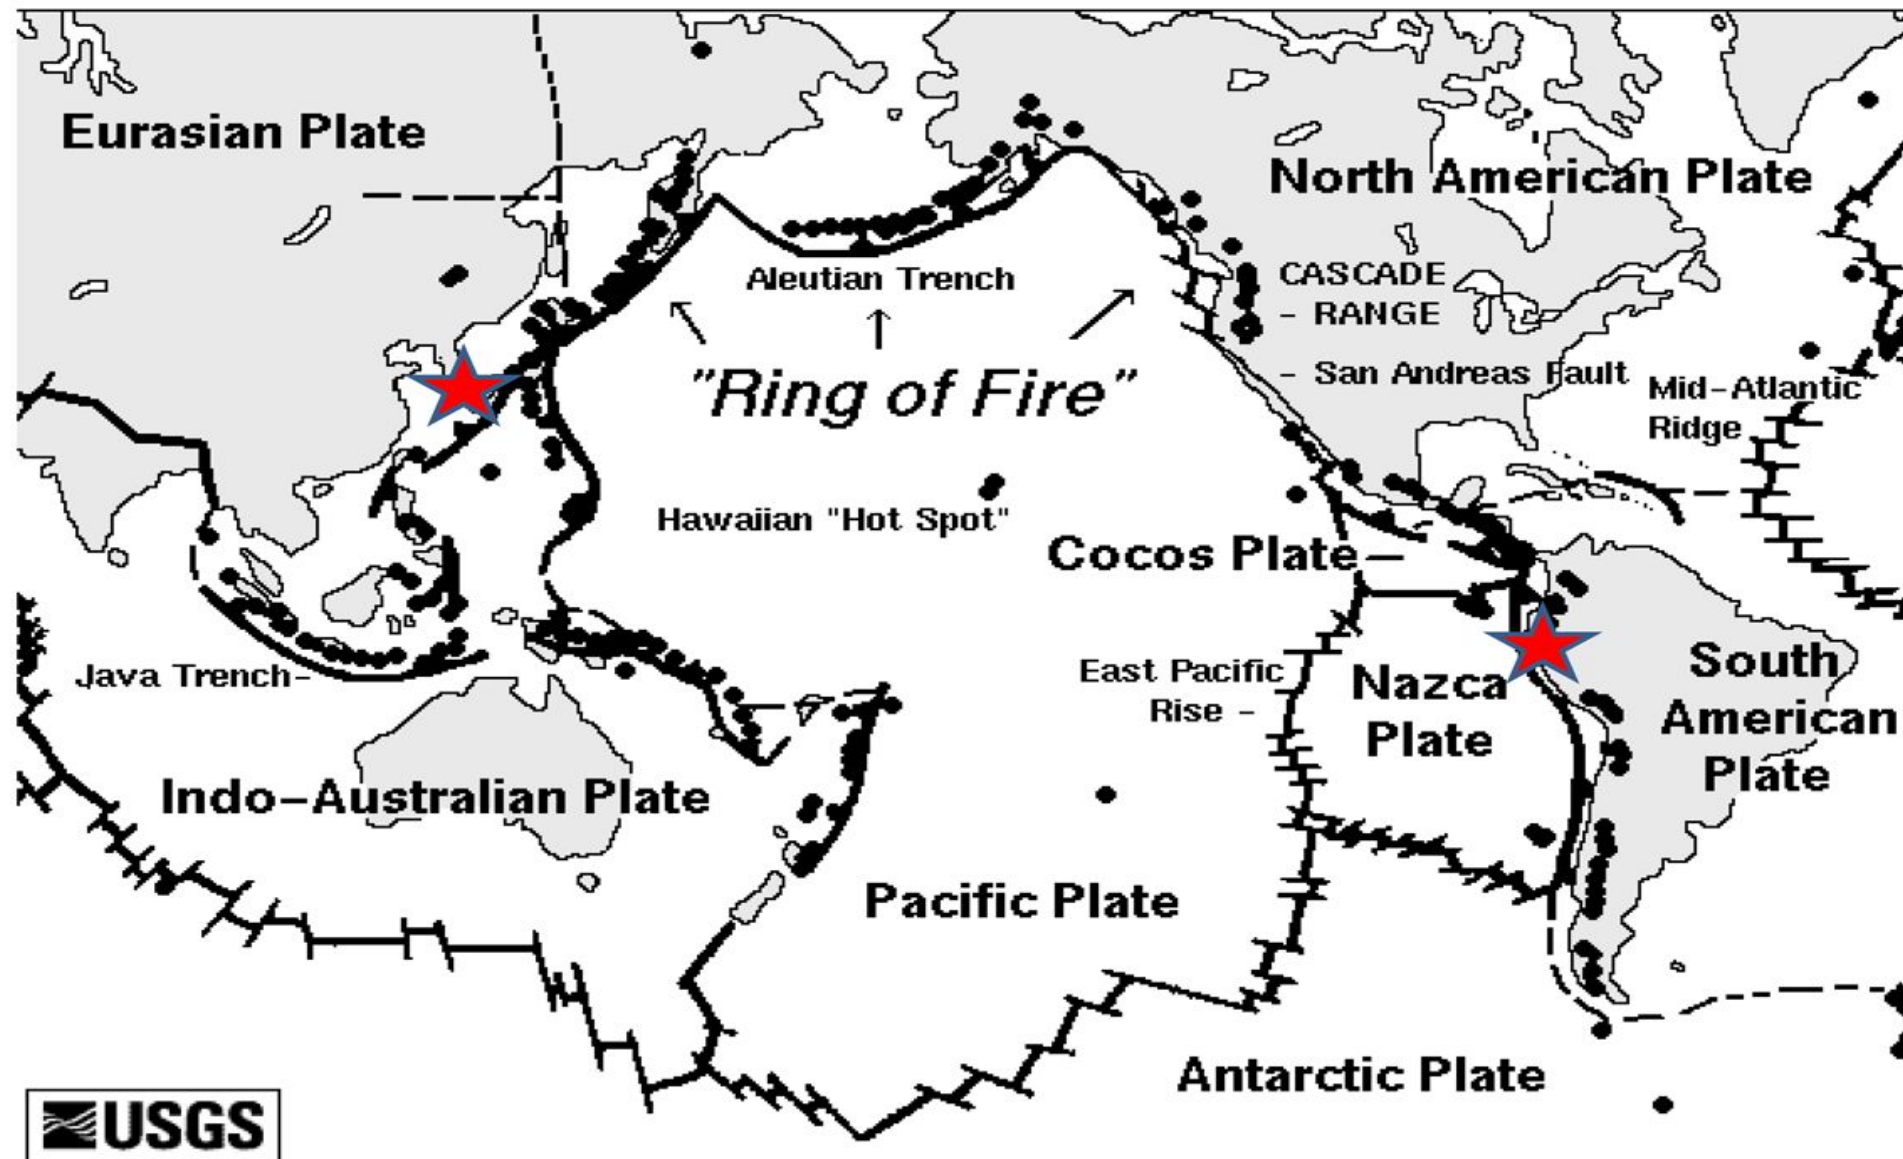 Eurasian Plate
North American Plate
Aleutian Trench
CASCADE
- RANGE
"Ring of Fire"
- San Andreas Fault
Mid-Atlantic
Ridge
Hawaiian "Hot Spot"
Cocos Plate
Java Trench-
East Pacific
Rise -
Nazca
Plate
South
American
Plate
Indo-Australian Plate
Pacific Plate
Antarctic Plate
USGS